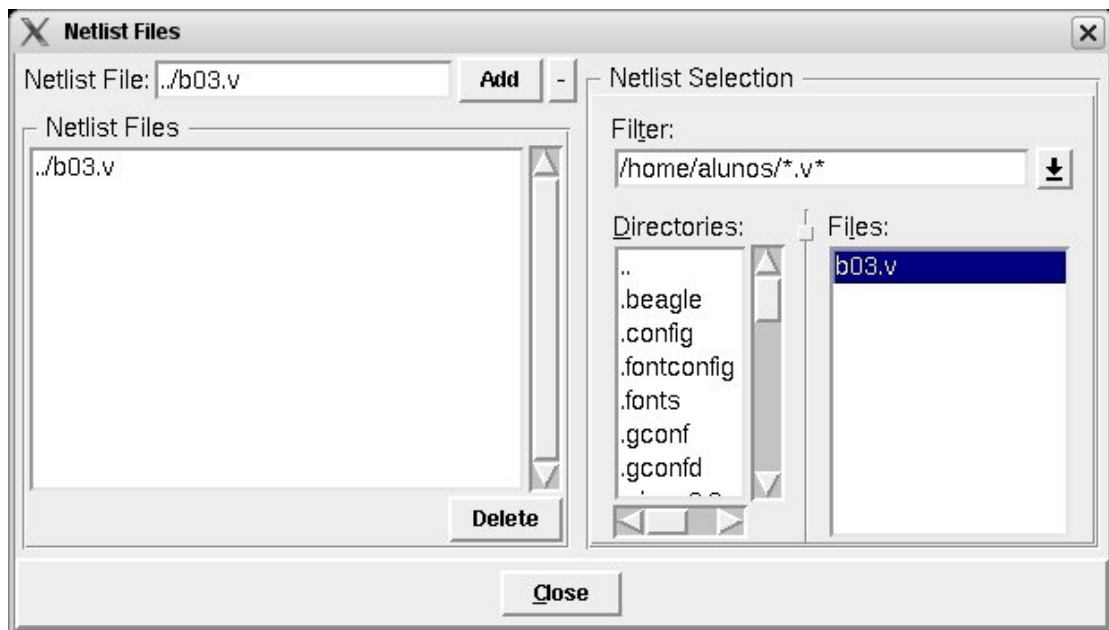 Netlist Files
Netlist File: ../b03.v Add -
Netlist Files
../b03.v
Delete
Netlist Selection
Filter:
/home/alunos/*.v*
Directories:
..
.beagle
.config
.fontconfig
.fonts
.gconf
.gconfd
Files:
b03.v
Close